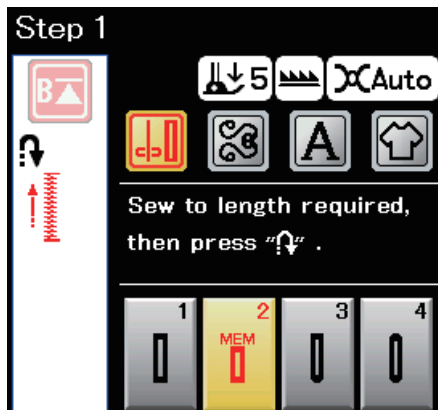 Step 1
B
5 Auto
A
Sew to length required,
then press “ ” .
1 2 3 4
MEM